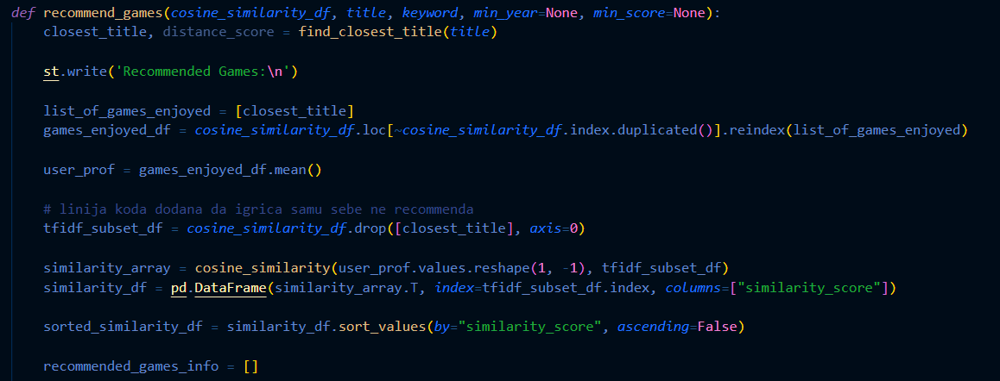 def recommend_games(cosine_similarity_df, title, keyword, min_year=None, min_score=None):
closest_title, distance_score = find_closest_title(title)
st.write('Recommended Games:\n')
list_of_games_enjoyed = [closest_title]
games_enjoyed_df = cosine_similarity_df.loc[~cosine_similarity_df.index.duplicated()].reindex(list_of_games_enjoyed)
user_prof = games_enjoyed_df.mean()
# linija koda dodana da igrica samu sebe ne recommenda
tfidf_subset_df = cosine_similarity_df.drop([closest_title], axis=0)
similarity_array = cosine_similarity(user_prof.values.reshape(1, -1), tfidf_subset_df)
similarity_df = pd.DataFrame(similarity_array.T, index=tfidf_subset_df.index, columns=["similarity_score"])
sorted_similarity_df = similarity_df.sort_values(by="similarity_score", ascending=False)
recommended_games_info = []